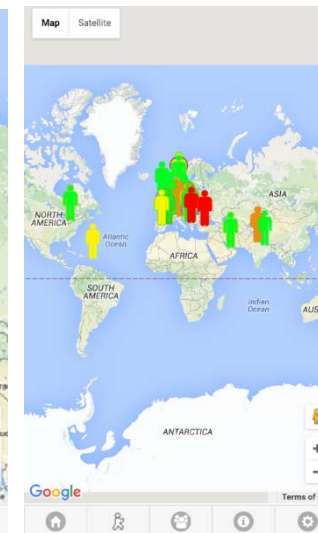 Map Satellite
NORTH
AMERICA
Atlantic
Ocean
ASIA
AFRICA
SOUTH
AMERICA
Indian
Ocean
AUS
ANTARCTICA
Google
Terms of